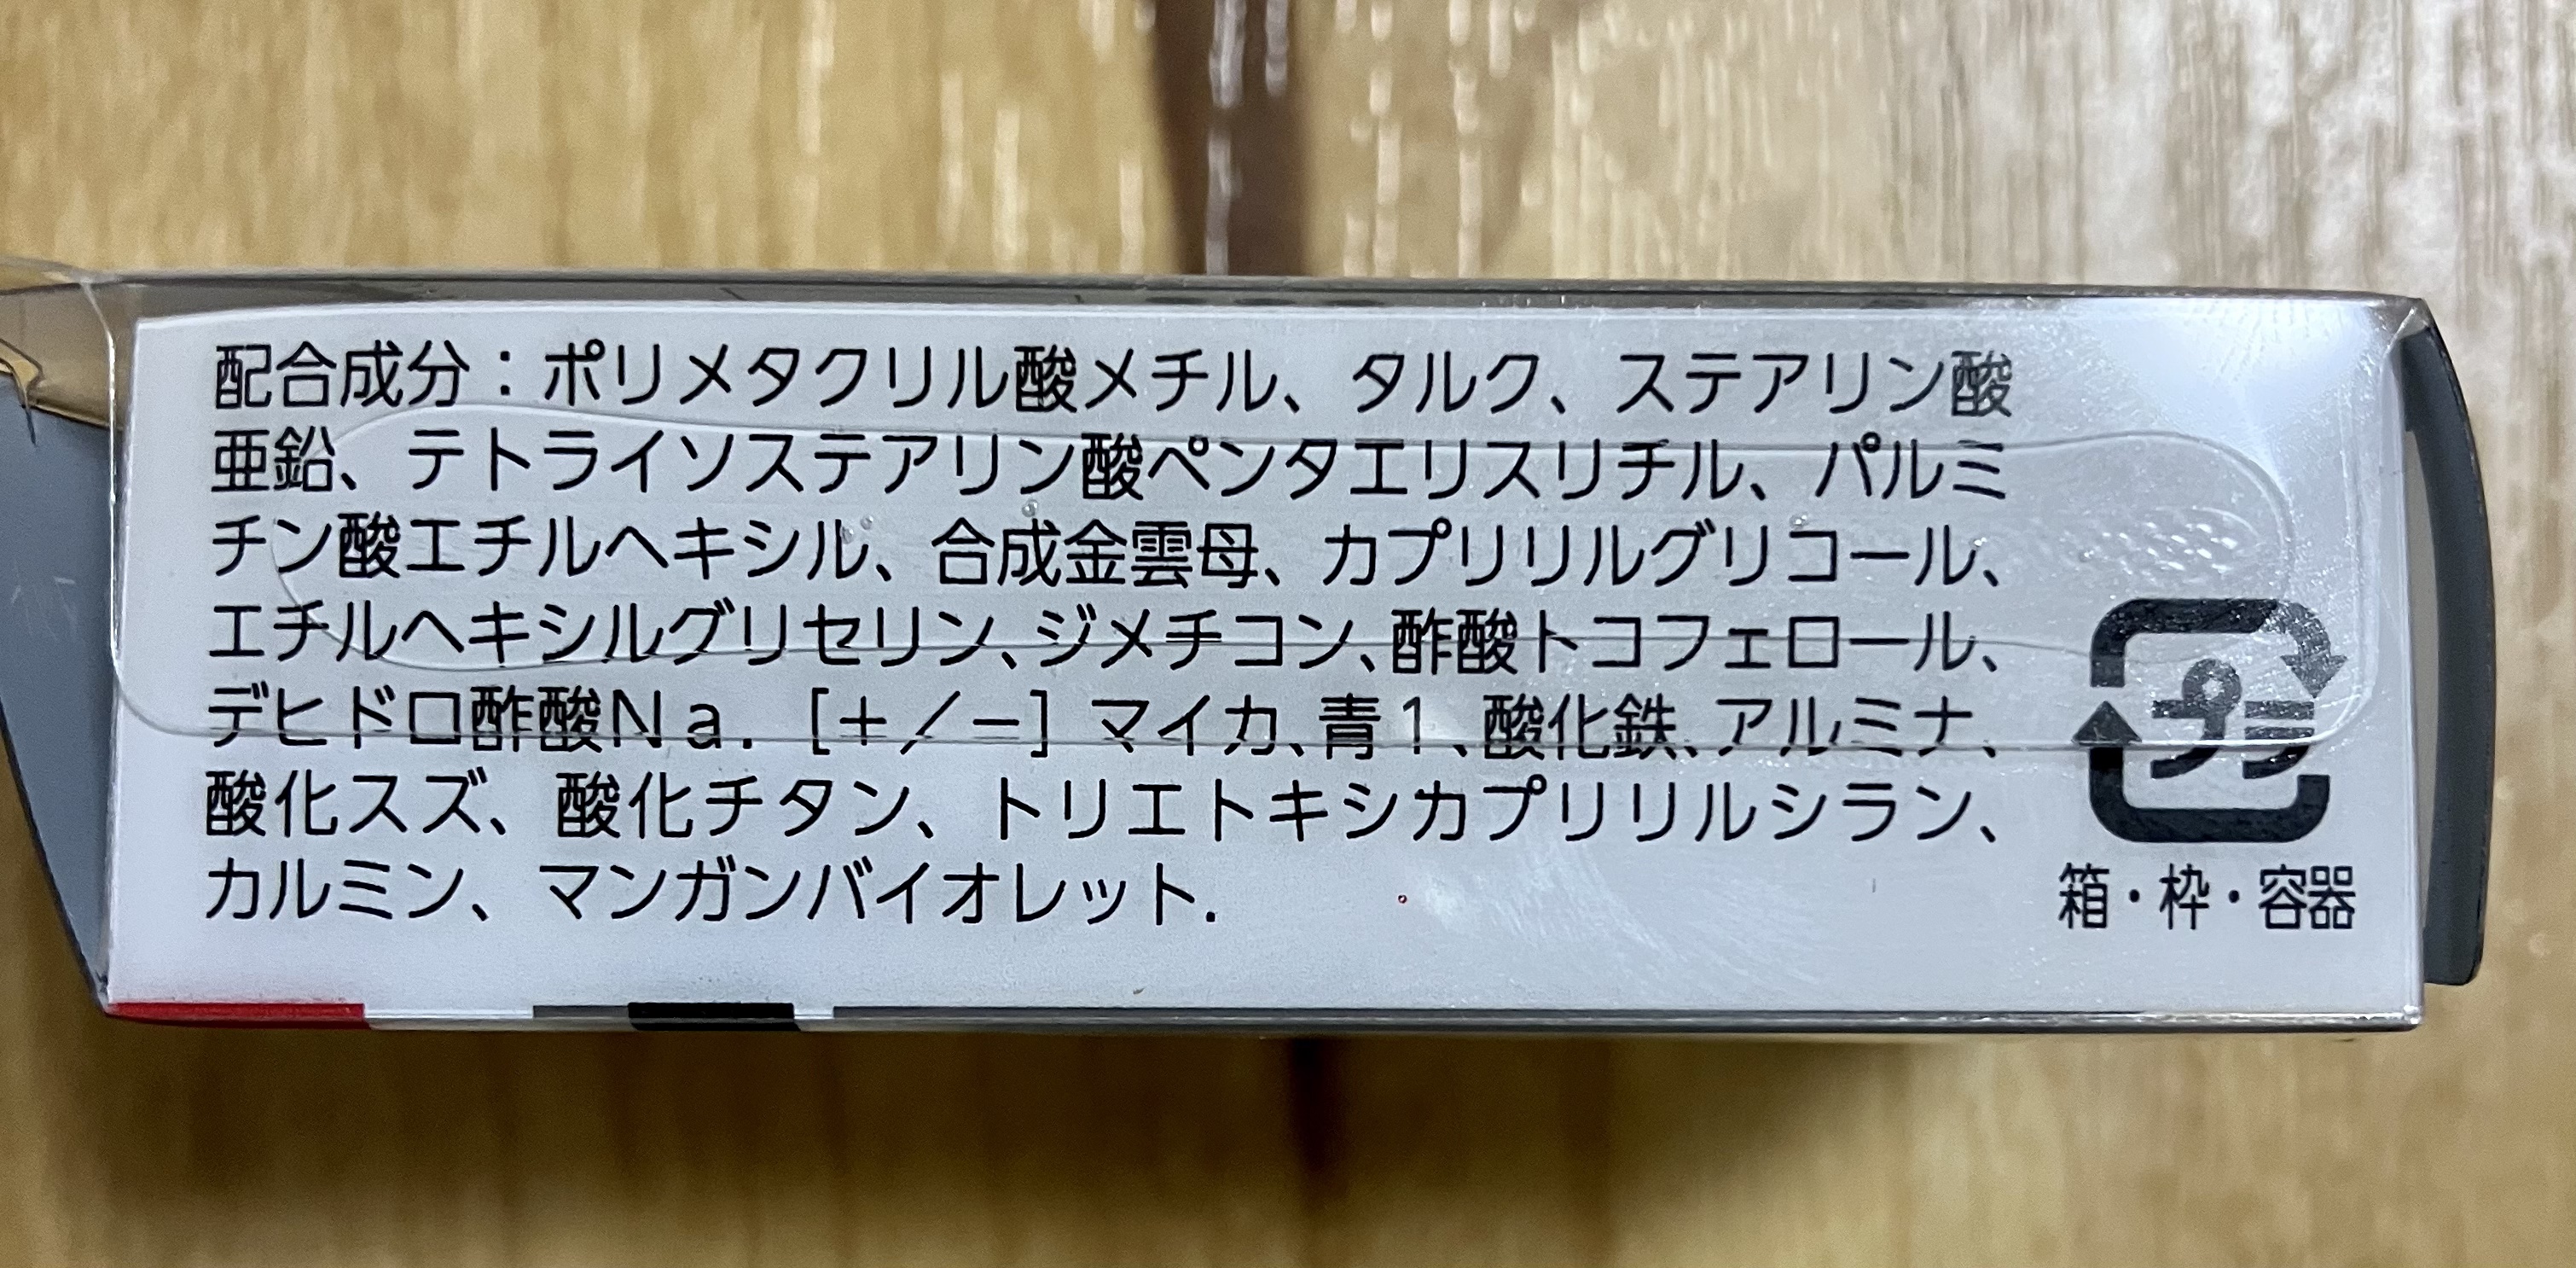 配合成分：ポリメタクリル酸メチル、タルク、ステアリン酸
亜鉛、テトライソステアリン酸ペンタエリスリチル、パルミ
チン酸エチルヘキシル、合成金雲母、カプリリルグリコール、
エチルヘキシルグリセリン、ジメチコン、酢酸トコフェロール、
デヒドロ酢酸Ｎａ．［＋／−］マイカ、青１、酸化鉄、アルミナ、
酸化スズ、酸化チタン、トリエトキシカプリリルシラン、
カルミン、マンガンバイオレット．
プラ
箱・枠・容器